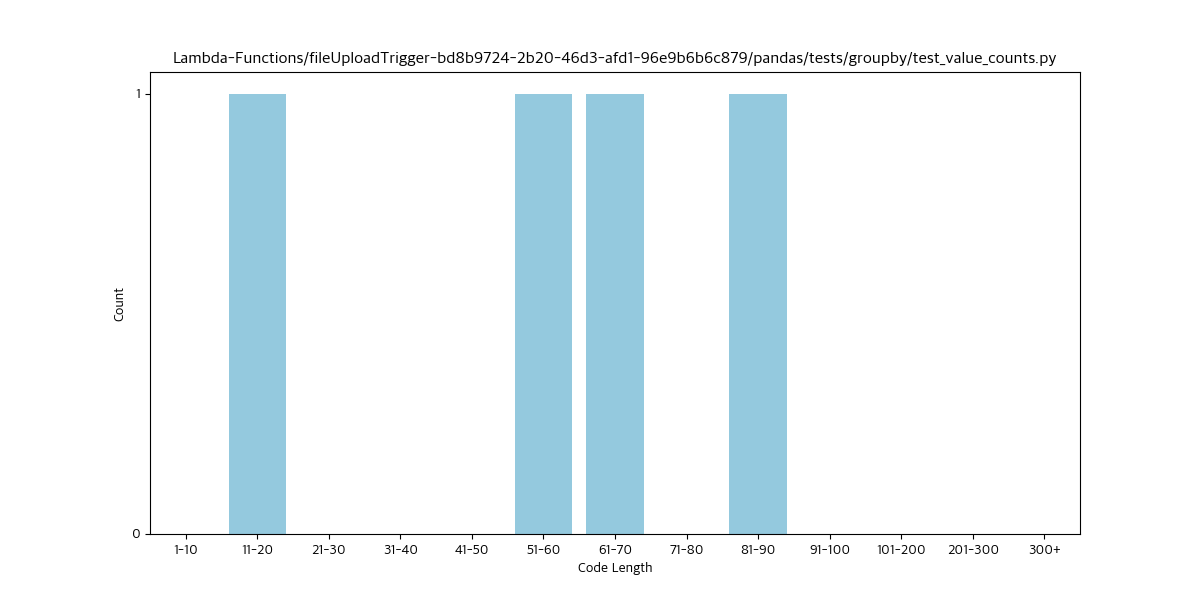 Lambda-Functions/fileUploadTrigger-bd8b9724-2b20-46d3-afd1-96e9b6b6c879/pandas/tests/groupby/test_value_counts.py
1
Count
0
1-10 11-20 21-30 31-40 41-50 51-60 61-70 71-80 81-90 91-100 101-200 201-300 300+
Code Length